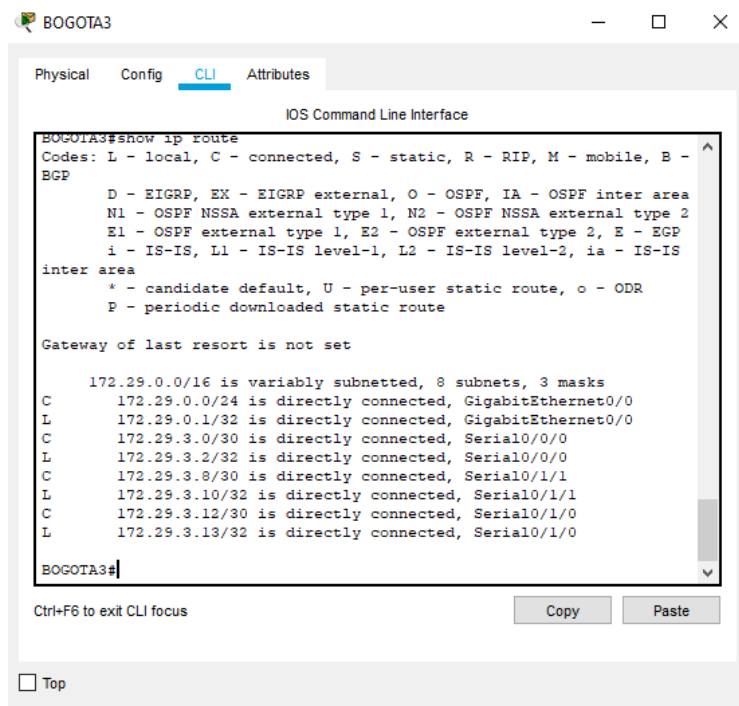 BOGOTA3
Physical Config CLI Attributes
IOS Command Line Interface
BOGOTA3#show ip route
Codes: L - local, C - connected, S - static, R - RIP, M - mobile, B -
BGP
D - EIGRP, EX - EIGRP external, O - OSPF, IA - OSPF inter area
N1 - OSPF NSSA external type 1, N2 - OSPF NSSA external type 2
E1 - OSPF external type 1, E2 - OSPF external type 2, E - EGP
i - IS-IS, L1 - IS-IS level-1, L2 - IS-IS level-2, ia - IS-IS
inter area
* - candidate default, U - per-user static route, o - ODR
P - periodic downloaded static route
Gateway of last resort is not set
172.29.0.0/16 is variably subnetted, 8 subnets, 3 masks
C 172.29.0.0/24 is directly connected, GigabitEthernet0/0
L 172.29.0.1/32 is directly connected, GigabitEthernet0/0
C 172.29.3.0/30 is directly connected, Serial0/0/0
L 172.29.3.2/32 is directly connected, Serial0/0/0
C 172.29.3.8/30 is directly connected, Serial0/1/1
L 172.29.3.10/32 is directly connected, Serial0/1/1
C 172.29.3.12/30 is directly connected, Serial0/1/0
L 172.29.3.13/32 is directly connected, Serial0/1/0
BOGOTA3#
Ctrl+F6 to exit CLI focus
Copy Paste
Top